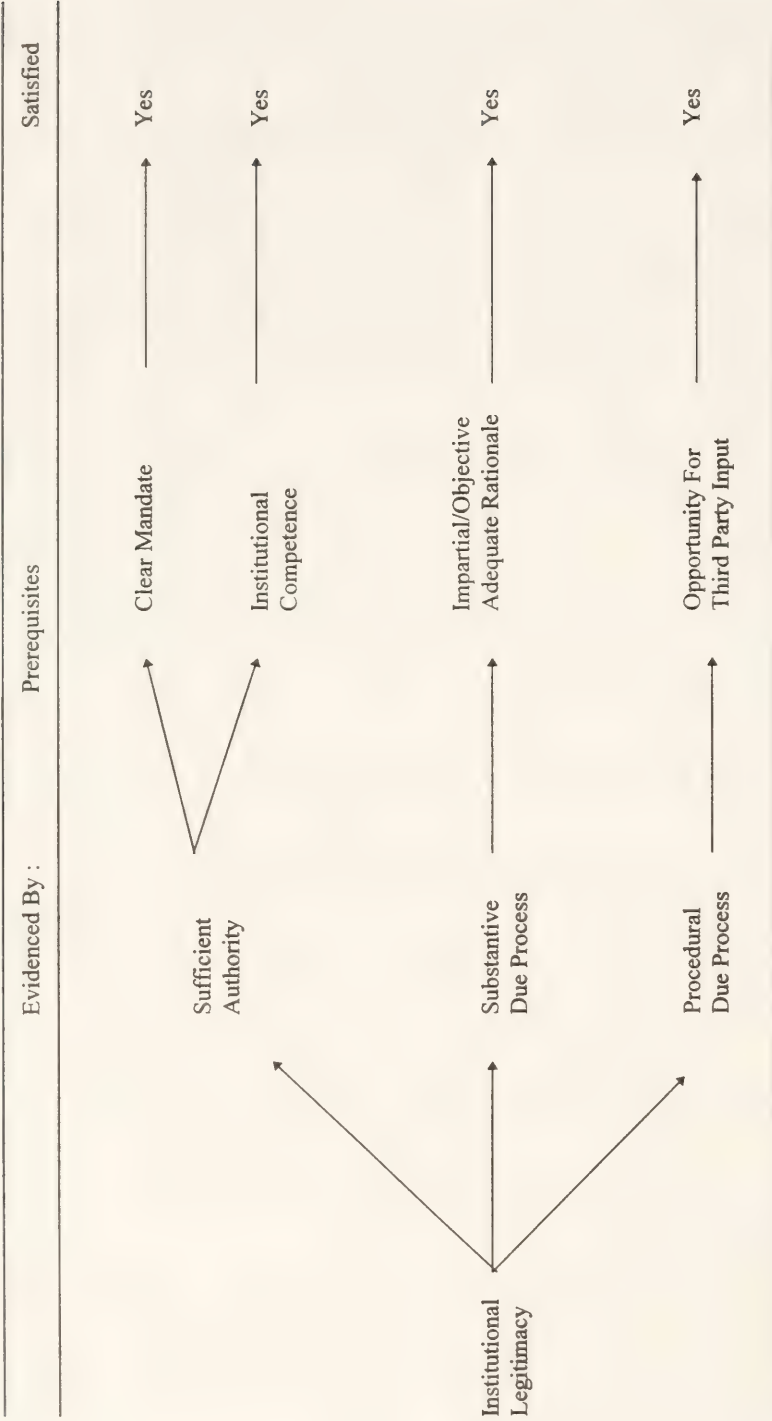 Evidenced By :
Prerequisites
Satisfied
Institutional
Legitimacy
Sufficient
Authority
Clear Mandate
Yes
Institutional
Competence
Yes
Substantive
Due Process
Impartial/Objective
Adequate Rationale
Yes
Procedural
Due Process
Opportunity For
Third Party Input
Yes